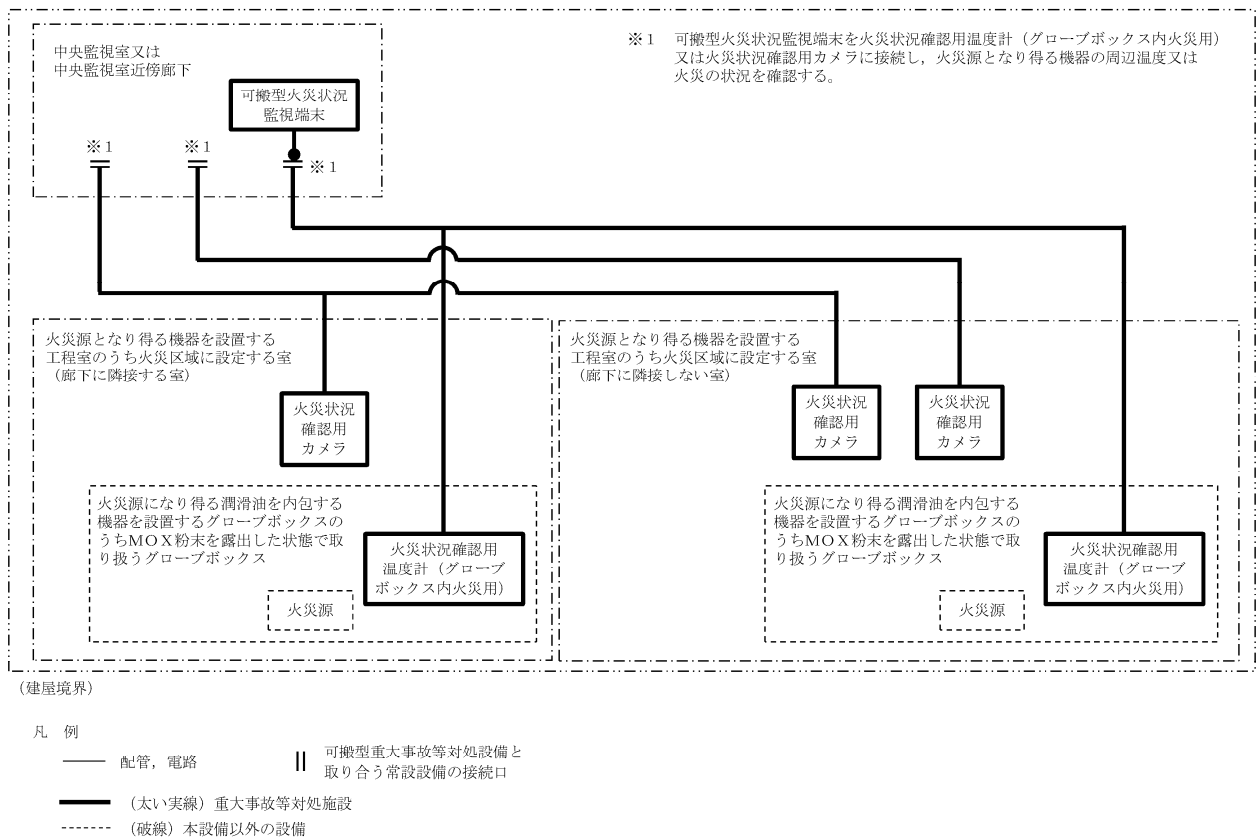 中央監視室又は
中央監視室近傍廊下
可搬型火災状況
監視端末
※１
※１
※１
※１　可搬型火災状況監視端末を火災状況確認用温度計（グローブボックス内火災用）
又は火災状況確認用カメラに接続し，火災源となり得る機器の周辺温度又は
火災の状況を確認する。
火災源となり得る機器を設置する
工程室のうち火災区域に設定する室
（廊下に隣接する室）
火災状況
確認用
カメラ
火災源になり得る潤滑油を内包する
機器を設置するグローブボックスの
うちＭＯＸ粉末を露出した状態で取
り扱うグローブボックス
火災状況確認用
温度計（グローブ
ボックス内火災用）
火災源
火災源となり得る機器を設置する
工程室のうち火災区域に設定する室
（廊下に隣接しない室）
火災状況
確認用
カメラ
火災状況
確認用
カメラ
火災源になり得る潤滑油を内包する
機器を設置するグローブボックスの
うちＭＯＸ粉末を露出した状態で取
り扱うグローブボックス
火災状況確認用
温度計（グローブ
ボックス内火災用）
火災源
（建屋境界）
凡　例
配管，電路
可搬型重大事故等対処設備と
取り合う常設設備の接続口
（太い実線）重大事故等対処施設
（破線）本設備以外の設備